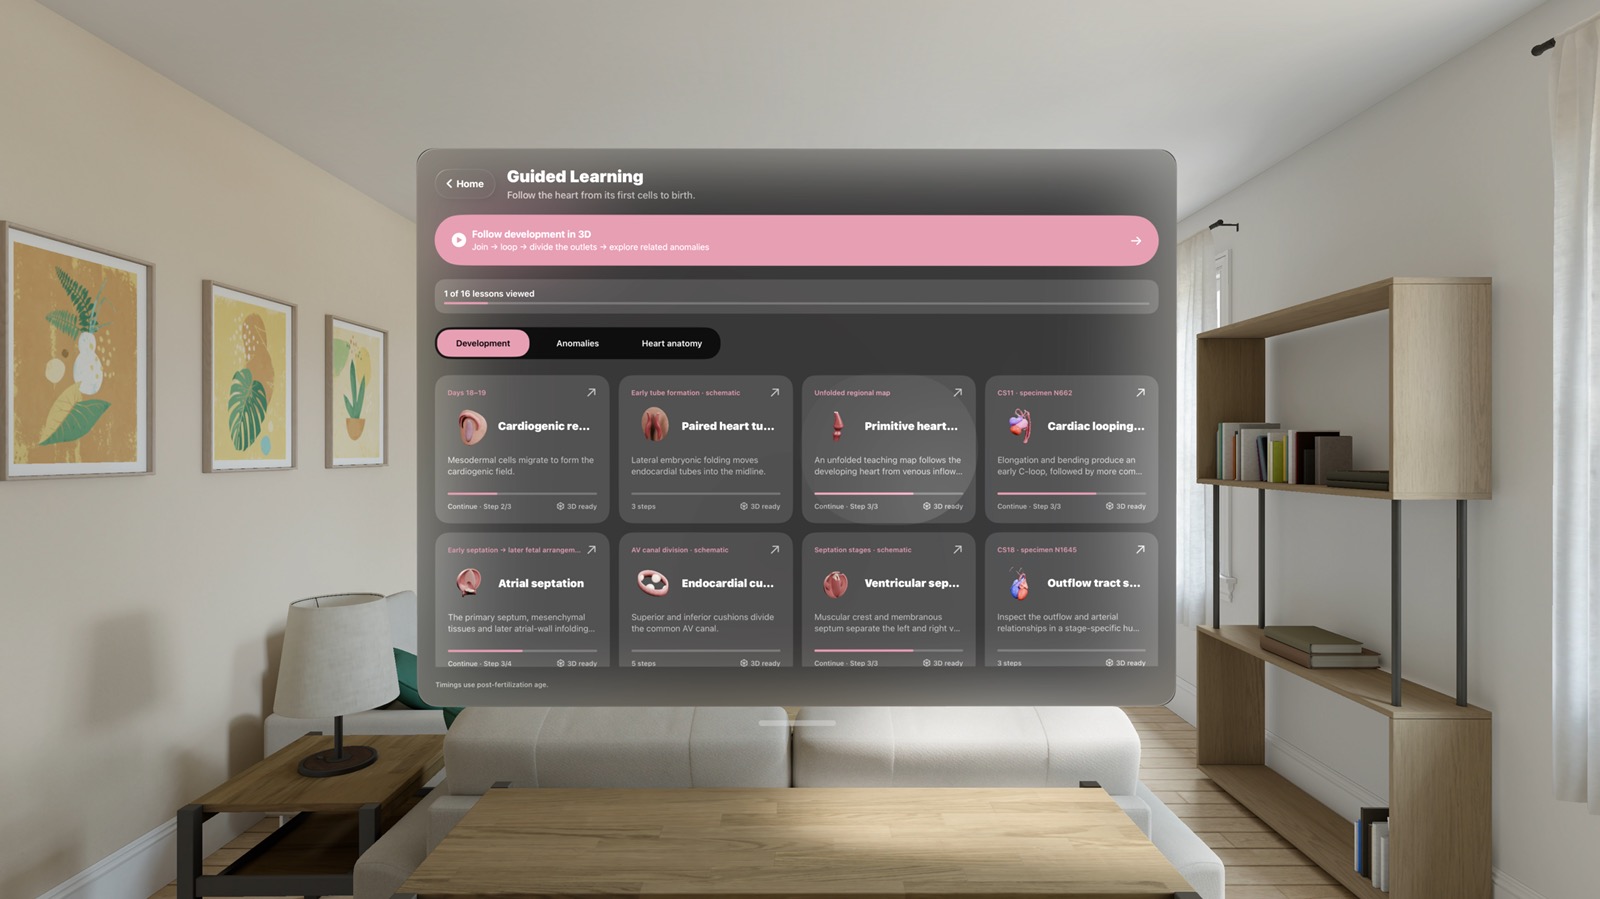 Home
Guided Learning
Follow the heart from its first cells to birth.
Follow development in 3D
Join → loop → divide the outlets → explore related anomalies
1 of 16 lessons viewed
Development
Anomalies
Heart anatomy
Days 18–19
Cardiogenic re...
Mesodermal cells migrate to form the
cardiogenic field.
Continue · Step 2/3
3D ready
Early tube formation · schematic
Paired heart tu...
Lateral embryonic folding moves
endocardial tubes into the midline.
3 steps
3D ready
Unfolded regional map
Primitive heart...
An unfolded teaching map follows the
developing heart from venous inflow...
Continue · Step 3/3
3D ready
CS11 · specimen N662
Cardiac looping...
Elongation and bending produce an
early C-loop, followed by more com...
Continue · Step 3/3
3D ready
Early septation → later fetal arrangem...
Atrial septation
The primary septum, mesenchymal
tissues and later atrial-wall infolding...
Continue · Step 3/4
3D ready
AV canal division · schematic
Endocardial cu...
Superior and inferior cushions divide
the common AV canal.
5 steps
3D ready
Septation stages · schematic
Ventricular sep...
Muscular crest and membranous
septum separate the left and right v...
Continue · Step 3/3
3D ready
CS18 · specimen N1645
Outflow tract s...
Inspect the outflow and arterial
relationships in a stage-specific hu...
3 steps
3D ready
Timings use post-fertilization age.